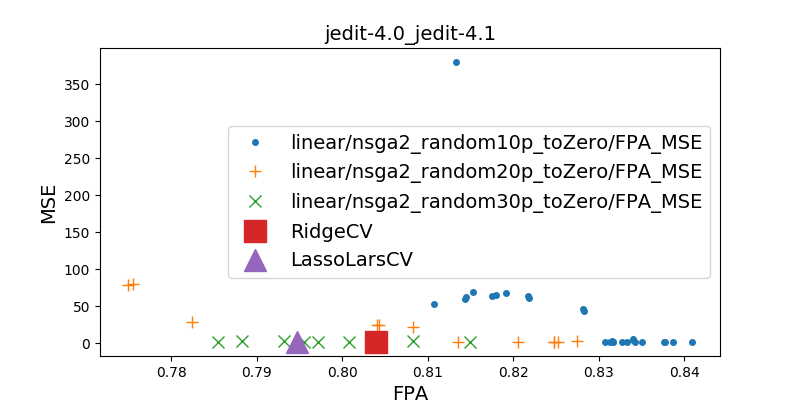 jedit-4.0_jedit-4.1
MSE
350
300
250
200
150
100
50
0
linear/nsga2_random10p_toZero/FPA_MSE
linear/nsga2_random20p_toZero/FPA_MSE
linear/nsga2_random30p_toZero/FPA_MSE
RidgeCV
LassoLarsCV
0.78 0.79 0.80 0.81 0.82 0.83 0.84
FPA